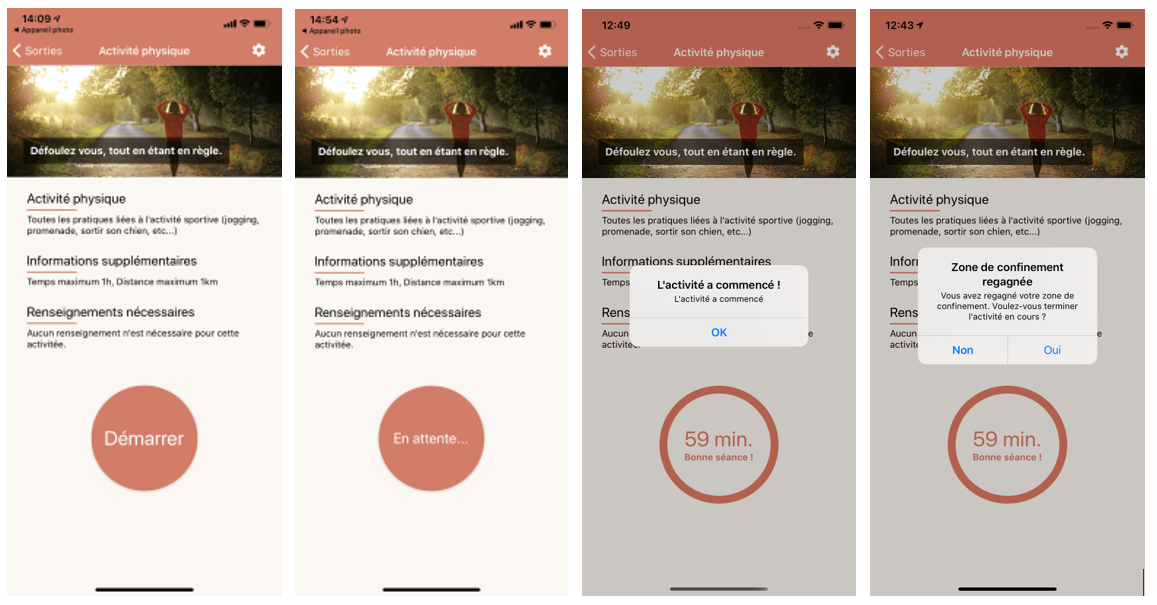 14:09
Appareil photo
Sorties
Activité physique
Défoulez vous, tout en étant en règle.
Activité physique
Toutes les pratiques liées à l'activité sportive (jogging,
promenade, sortir son chien, etc...)
Informations supplémentaires
Temps maximum 1h, Distance maximum 1km
Renseignements nécessaires
Aucun renseignement n'est nécessaire pour cette
activitée.
Démarrer
14:54
Appareil photo
Sorties
Activité physique
Défoulez vous, tout en étant en règle.
Activité physique
Toutes les pratiques liées à l'activité sportive (jogging,
promenade, sortir son chien, etc...)
Informations supplémentaires
Temps maximum 1h, Distance maximum 1km
Renseignements nécessaires
Aucun renseignement n'est nécessaire pour cette
activitée.
En attente...
12:49
Sorties
Activité physique
Défoulez vous, tout en étant en règle.
Activité physique
Toutes les pratiques liées à l'activité sportive (jogging,
promenade, sortir son chien, etc...)
Informations supplémentaires
Temps
Rens
Aucun e
activitée.
L'activité a commencé !
L'activité a commencé
OK
59 min.
Bonne séance !
12:43
Sorties
Activité physique
Défoulez vous, tout en étant en règle.
Activité physique
Toutes les pratiques liées à l'activité sportive (jogging,
promenade, sortir son chien, etc...)
Infor
Temps
Rens
Aucun e
activit
Zone de confinement
regagnée
Vous avez regagné votre zone de
confinement. Voulez-vous terminer
l'activité en cours ?
Non Oui
59 min.
Bonne séance !